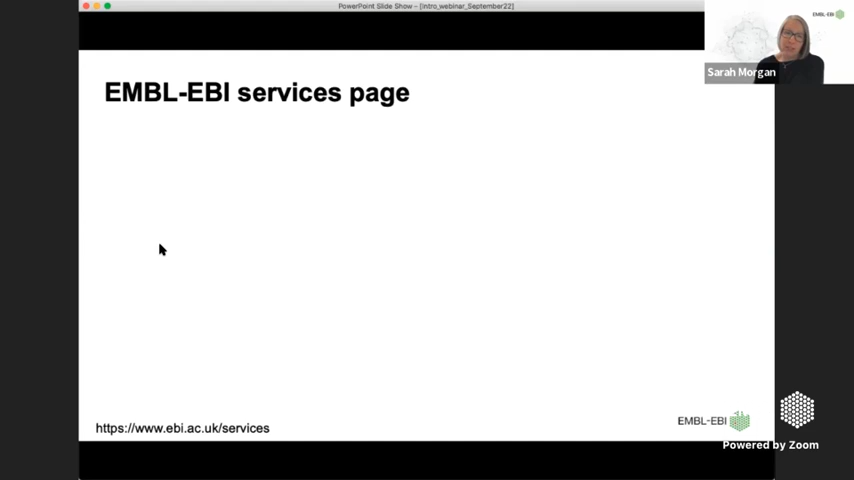 PowerPoint Slide Show - [Intro_webinar_September22]
EMBL-EBI
Sarah Morgan
EMBL-EBI services page
https://www.ebi.ac.uk/services
EMBL-EBI
Powered by Zoom